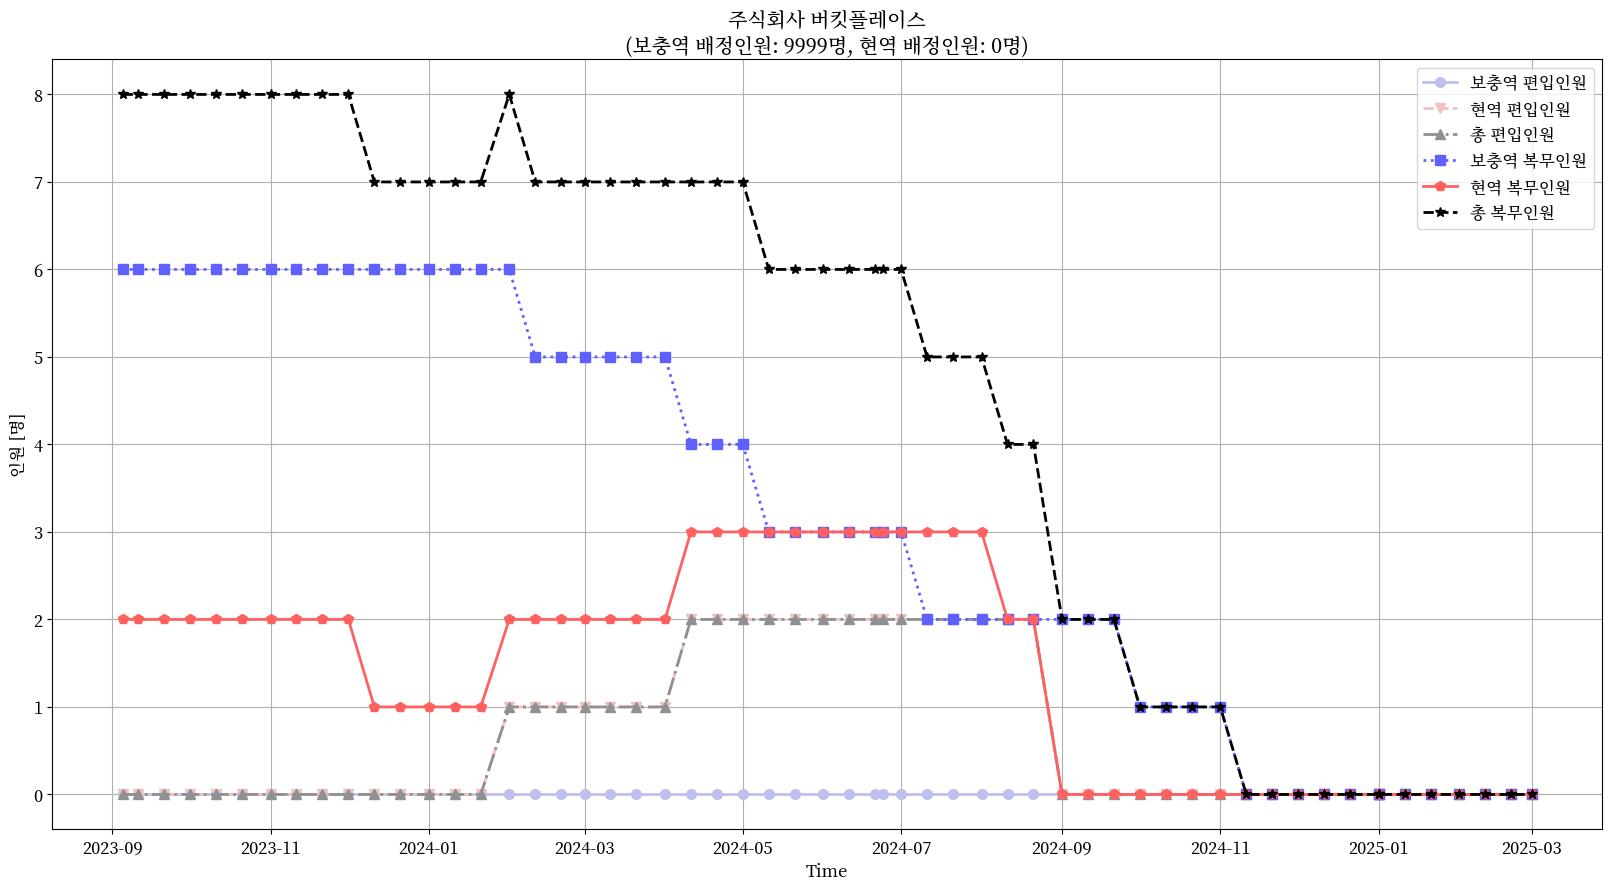 주식회사 버킷플레이스
(보충역 배정인원: 9999명, 현역 배정인원: 0명)
보충역 편입인원
현역 편입인원
총 편입인원
보충역 복무인원
현역 복무인원
총 복무인원
인원 [명]
8
7
6
5
4
3
2
1
0
2023-09 2023-11 2024-01 2024-03 2024-05 2024-07 2024-09 2024-11 2025-01 2025-03
Time